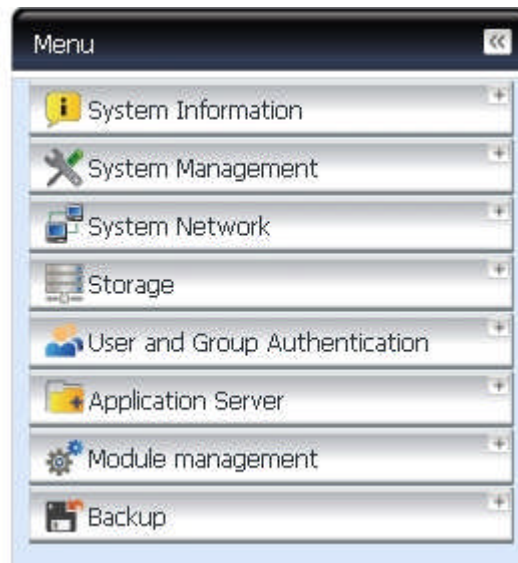 Menu
System Information
System Management
System Network
Storage
User and Group Authentication
Application Server
Module management
Backup